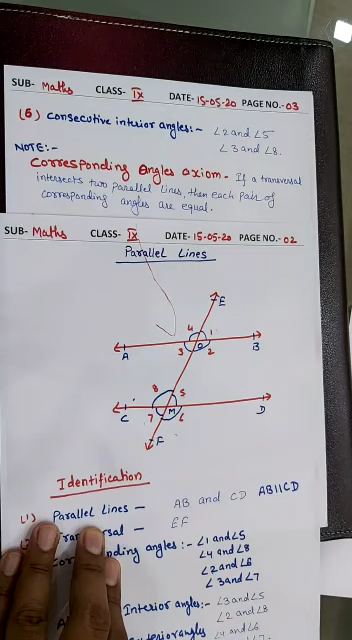 SUB- Maths CLASS- IX DATE- 15-05-20 PAGE NO.- 03
(5) Consecutive interior angles:- ∠2 and ∠5
∠3 and ∠8.
NOTE:-
Corresponding Angles axiom- If a transversal
intersects two parallel lines, then each pair of
corresponding angles are equal.
SUB- Maths CLASS- IX DATE- 15-05-20 PAGE NO.- 02
Parallel Lines
E
4 1
A 3 2 B
8 5
C 7 M 6 D
F
Identification
(1) Parallel Lines - AB and CD AB||CD
EF
angles:- ∠1 and ∠5
∠4 and ∠8
∠2 and ∠6
∠3 and ∠7
Interior angles:- ∠3 and ∠5
∠2 and ∠8
∠4 and ∠6